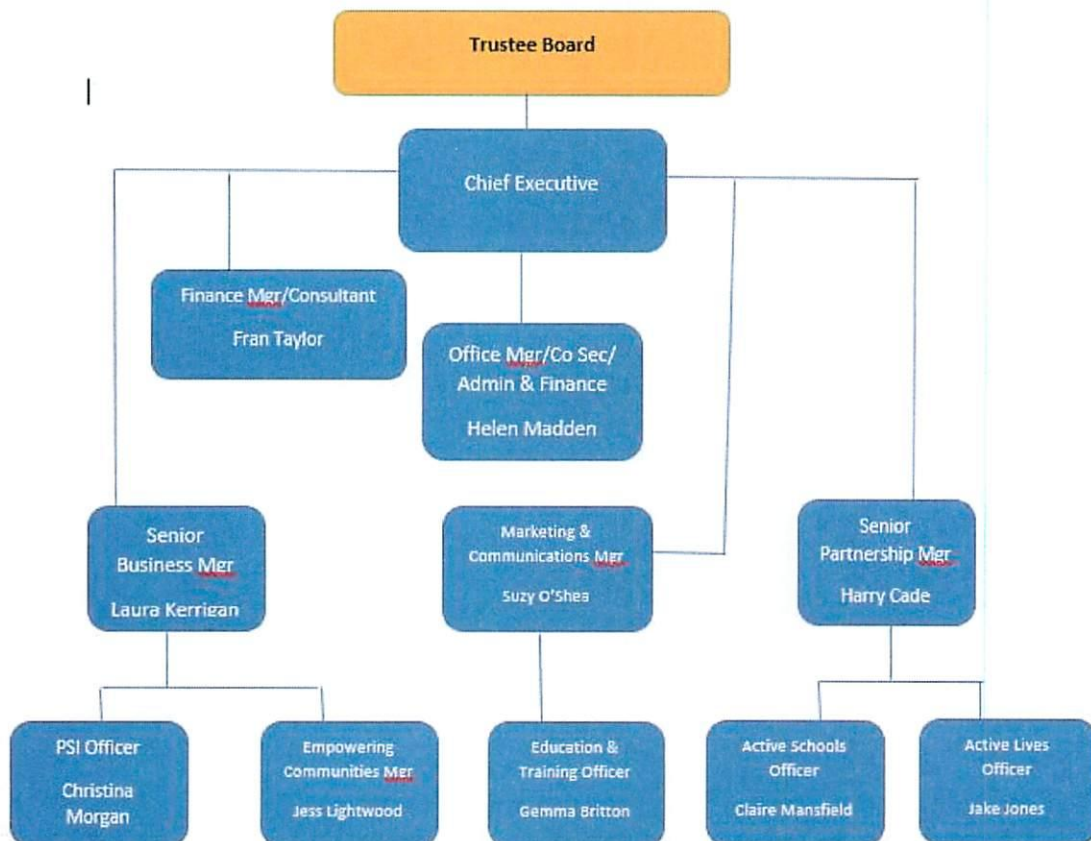 Trustee Board
Chief Executive
Finance Mgr/Consultant
Fran Taylor
Office Mgr/Co Sec/
Admin & Finance
Helen Madden
Senior
Business Mgr
Laura Kerrigan
Marketing &
Communications Mgr
Suzy O'Shea
Senior
Partnership Mgr
Harry Cade
PSI Officer
Christina
Morgan
Empowering
Communities Mgr
Jess Lightwood
Education &
Training Officer
Gemma Britton
Active Schools
Officer
Claire Mansfield
Active Lives
Officer
Jake Jones